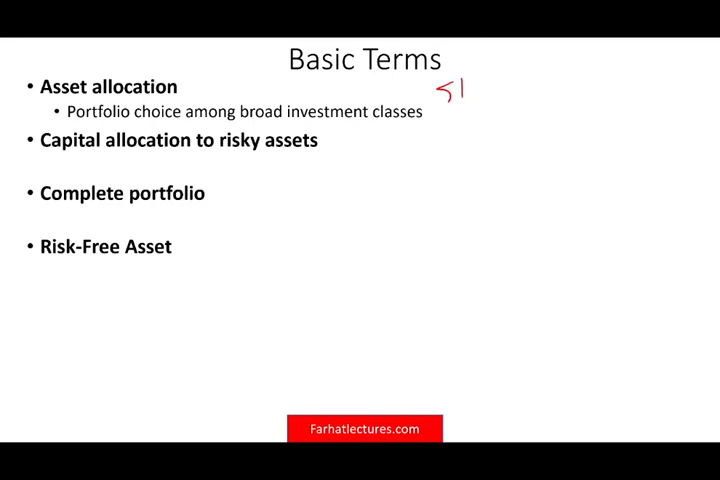 Basic Terms
• Asset allocation
• Portfolio choice among broad investment classes
• Capital allocation to risky assets
• Complete portfolio
• Risk-Free Asset
Farhatlectures.com